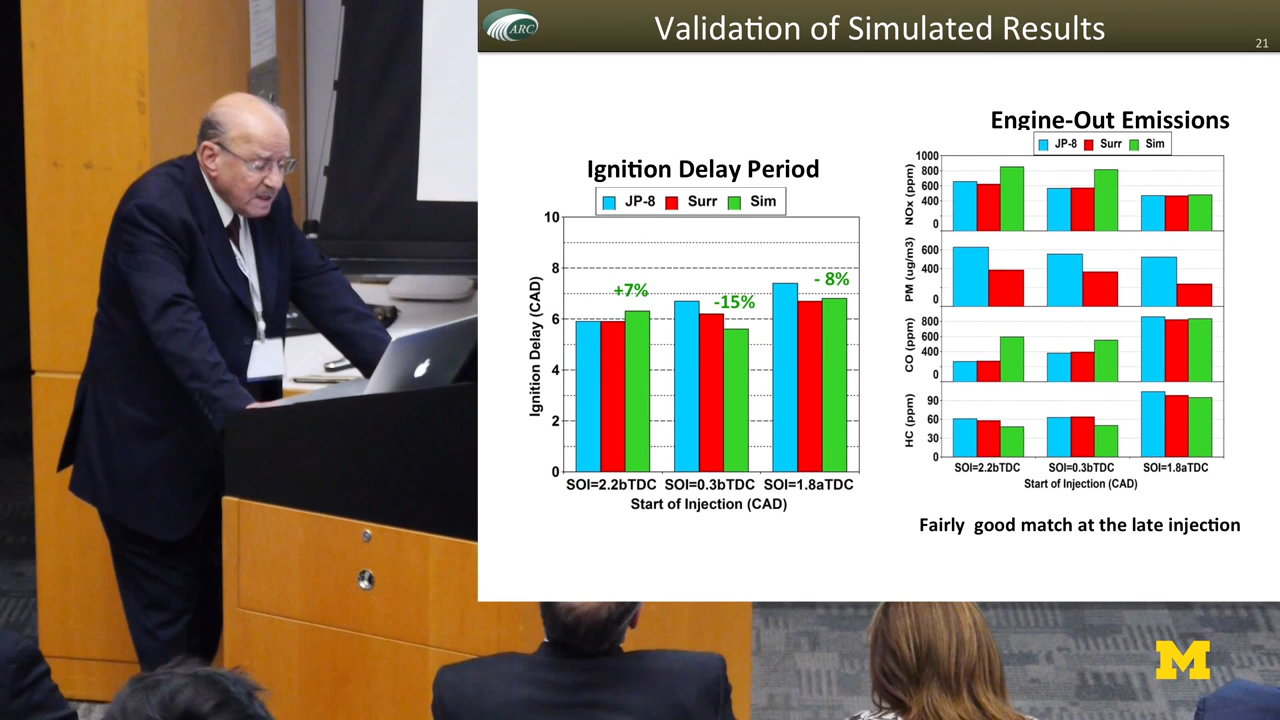 ARC
Validation of Simulated Results
21
Ignition Delay Period
JP-8 Surr Sim
Ignition Delay (CAD)
10
8
6
4
2
0
+7%
-15%
- 8%
SOI=2.2bTDC SOI=0.3bTDC SOI=1.8aTDC
Start of Injection (CAD)
Engine-Out Emissions
JP-8 Surr Sim
NOx (ppm)
1000
800
600
400
0
PM (ug/m3)
600
400
0
CO (ppm)
800
600
400
0
HC (ppm)
90
60
30
0
SOI=2.2bTDC SOI=0.3bTDC SOI=1.8aTDC
Start of Injection (CAD)
Fairly good match at the late injection
M